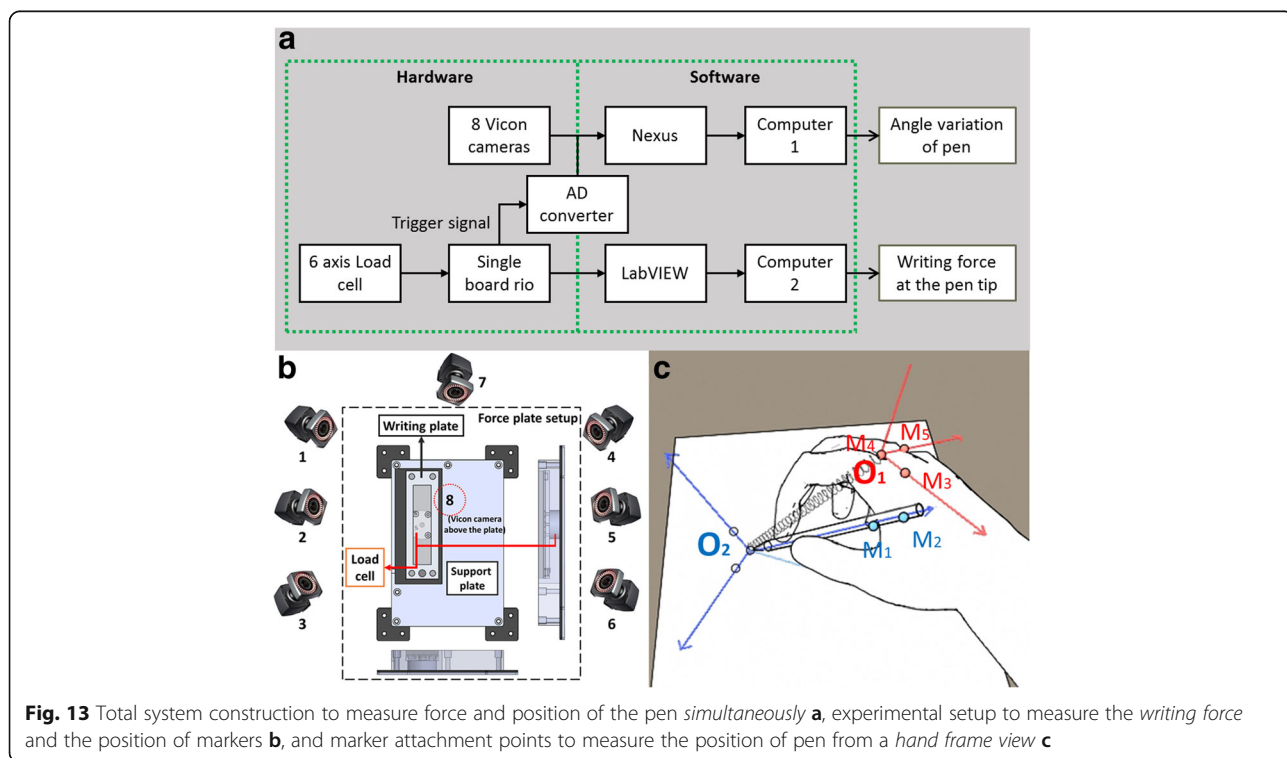 a
Hardware
Software
8 Vicon
cameras
Nexus
Computer
1
Angle variation
of pen
AD
converter
Trigger signal
6 axis Load
cell
Single
board rio
LabVIEW
Computer
2
Writing force
at the pen tip
b
7
Writing plate
Force plate setup
1
4
8
(Vicon camera
above the plate)
2
5
Load
cell
Support
plate
3
6
c
M4
M5
O1
M3
O2
M1
M2
Fig. 13 Total system construction to measure force and position of the pen simultaneously a, experimental setup to measure the writing force
and the position of markers b, and marker attachment points to measure the position of pen from a hand frame view c